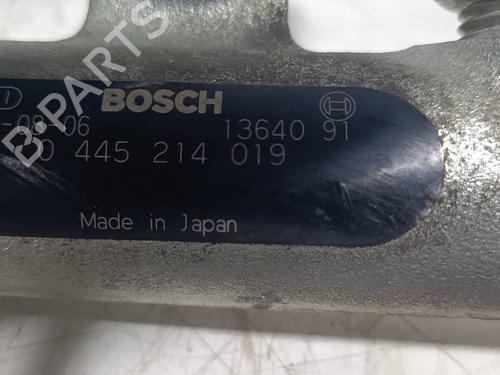 BOSCH
-08-06 13640 91
0 445 214 019
Made in Japan
B-PARTS